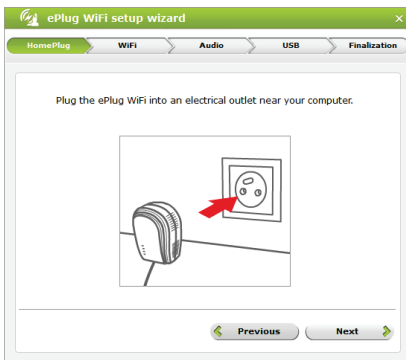 ePlug WiFi setup wizard
HomePlug
WiFi
Audio
USB
Finalization
Plug the ePlug WiFi into an electrical outlet near your computer.
Previous
Next